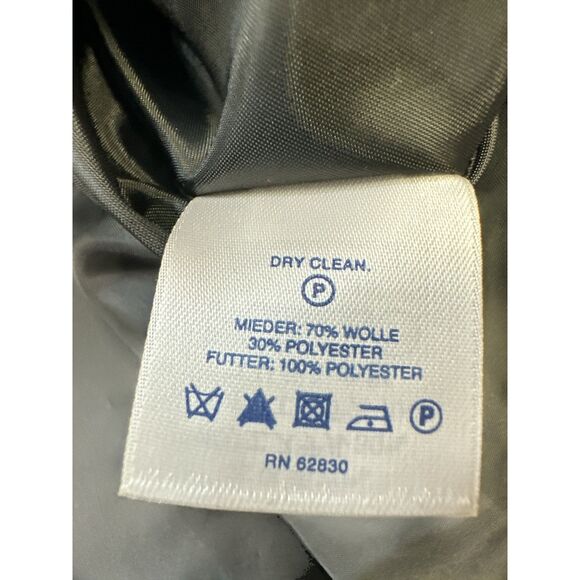 DRY CLEAN.
P
MIEDER: 70% WOLLE
30% POLYESTER
FUTTER: 100% POLYESTER
P
RN 62830